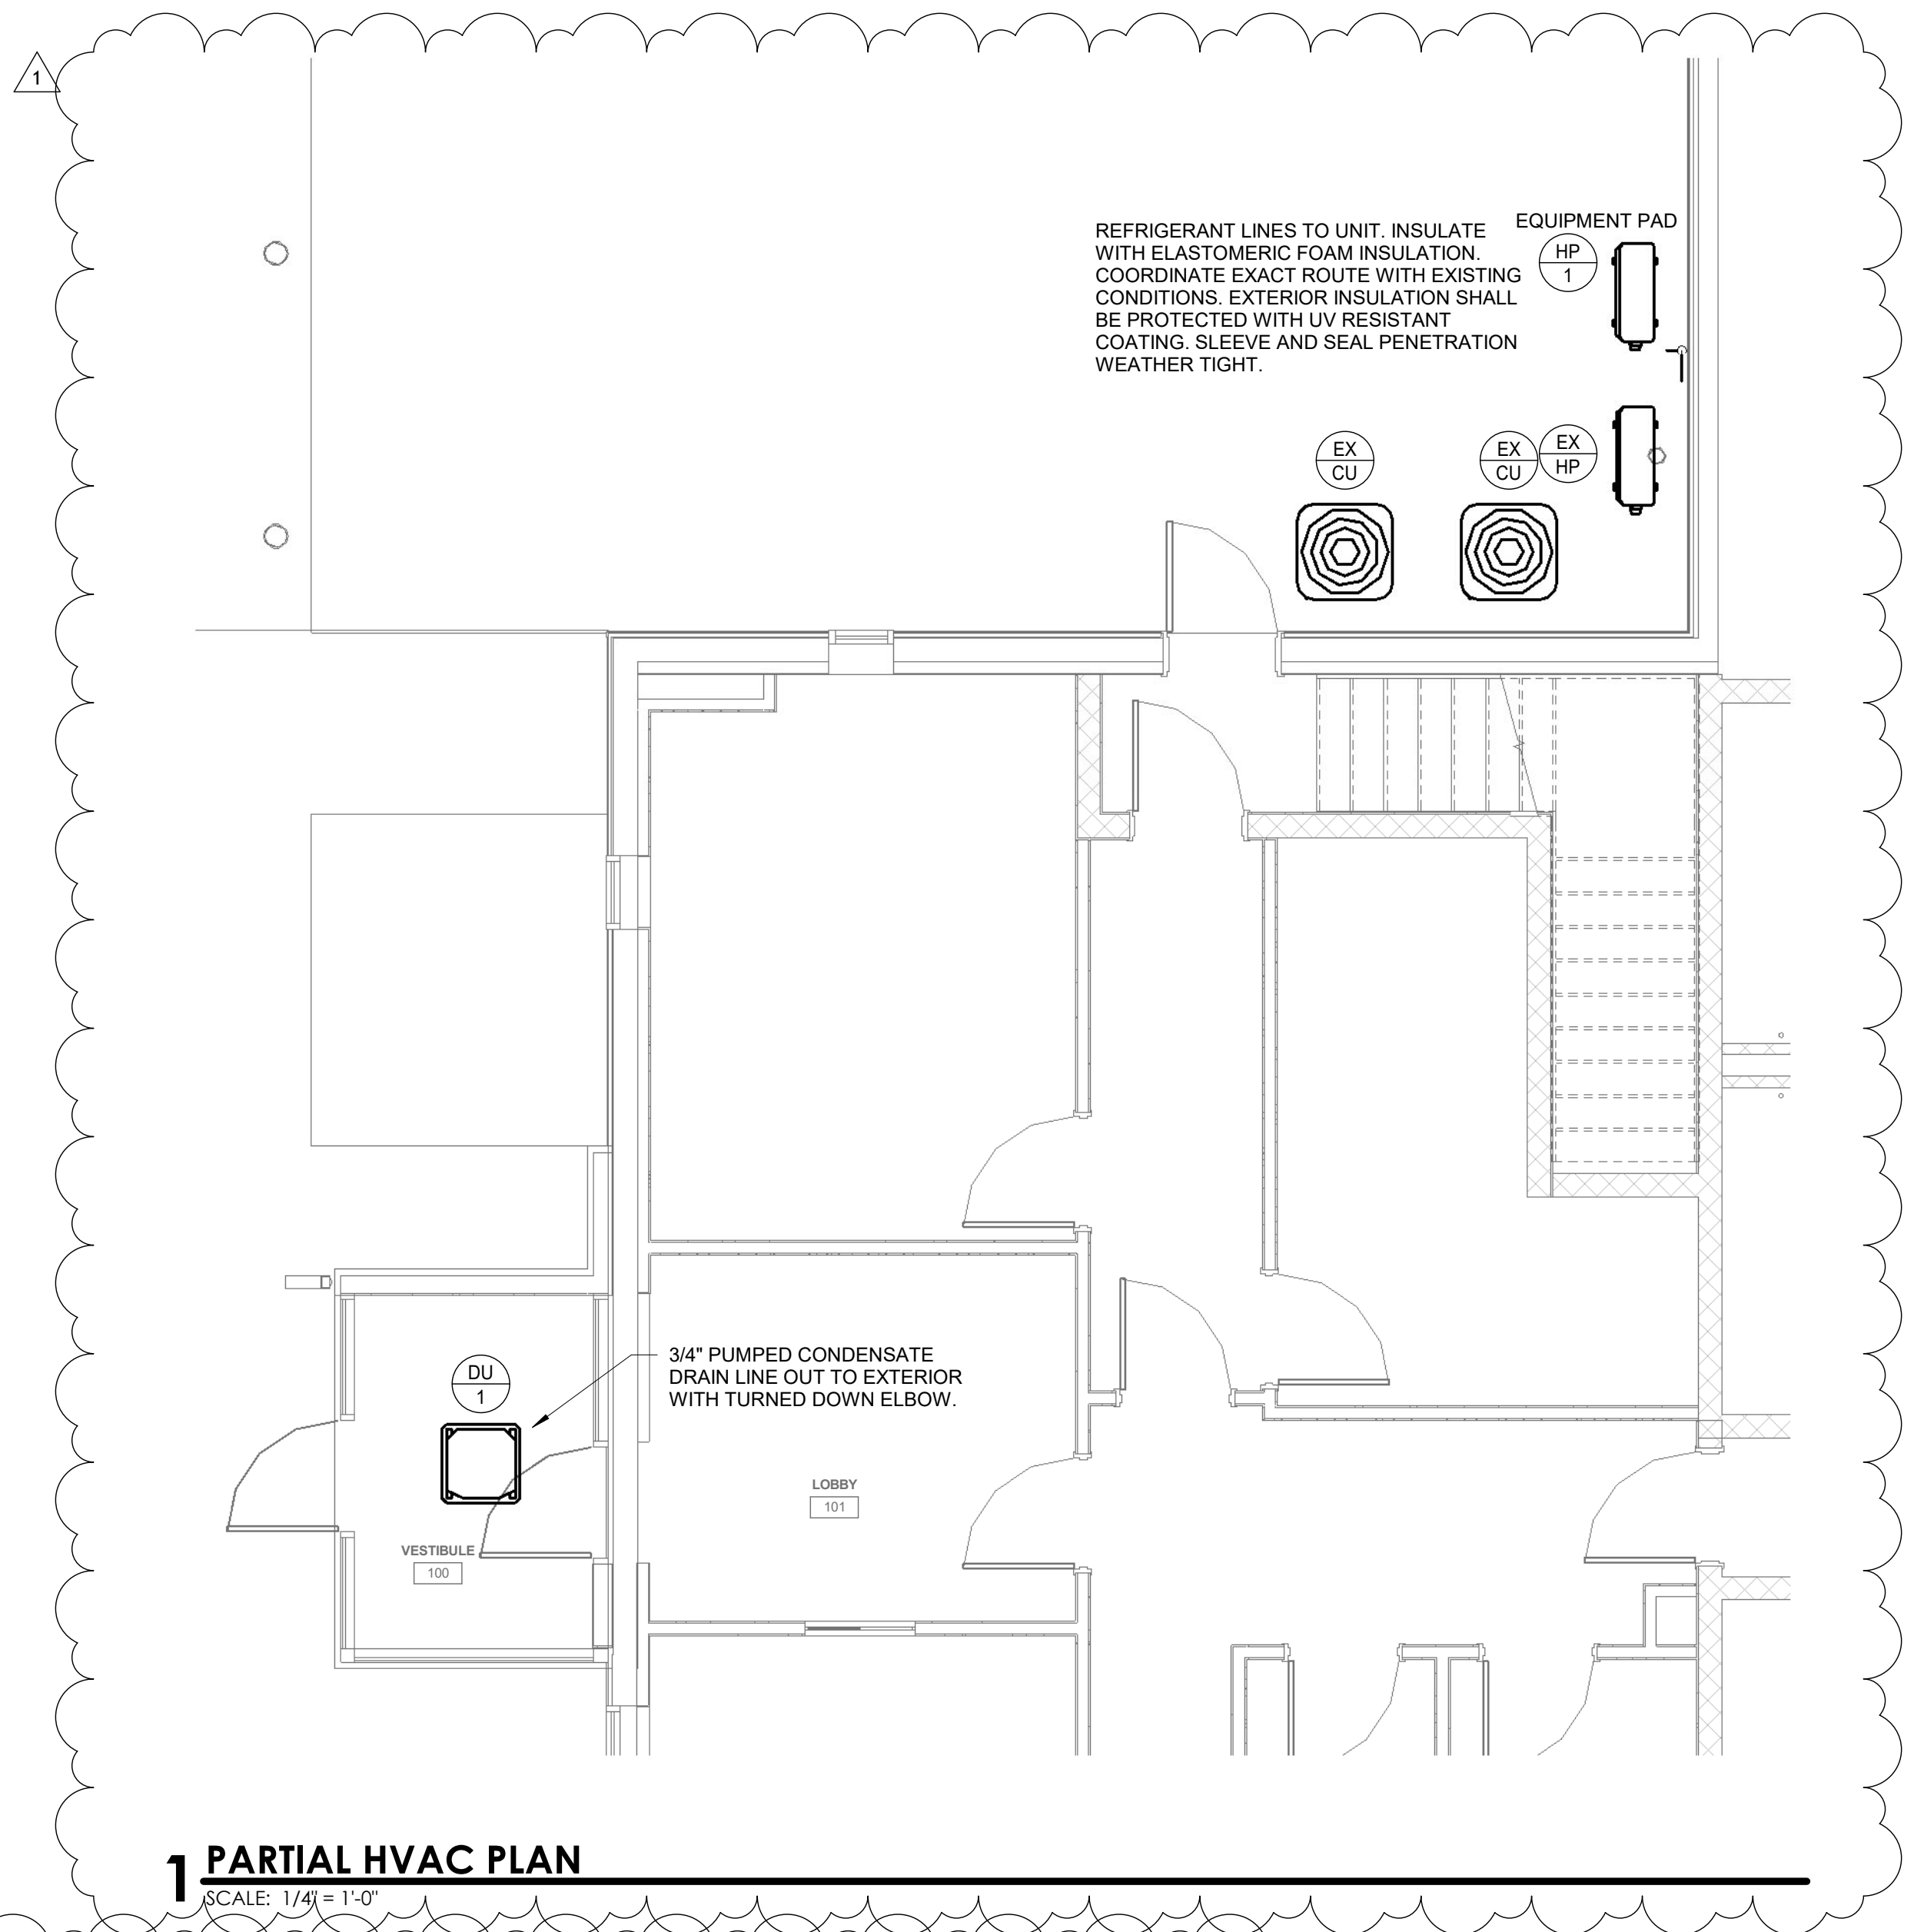 1
EQUIPMENT PAD
REFRIGERANT LINES TO UNIT. INSULATE
WITH ELASTOMERIC FOAM INSULATION.
COORDINATE EXACT ROUTE WITH EXISTING
CONDITIONS. EXTERIOR INSULATION SHALL
BE PROTECTED WITH UV RESISTANT
COATING. SLEEVE AND SEAL PENETRATION
WEATHER TIGHT.
HP
1
EX
CU
EX
CU
EX
HP
3/4" PUMPED CONDENSATE
DRAIN LINE OUT TO EXTERIOR
WITH TURNED DOWN ELBOW.
DU
1
LOBBY
101
VESTIBULE
100
1 PARTIAL HVAC PLAN
SCALE: 1/4" = 1'-0"